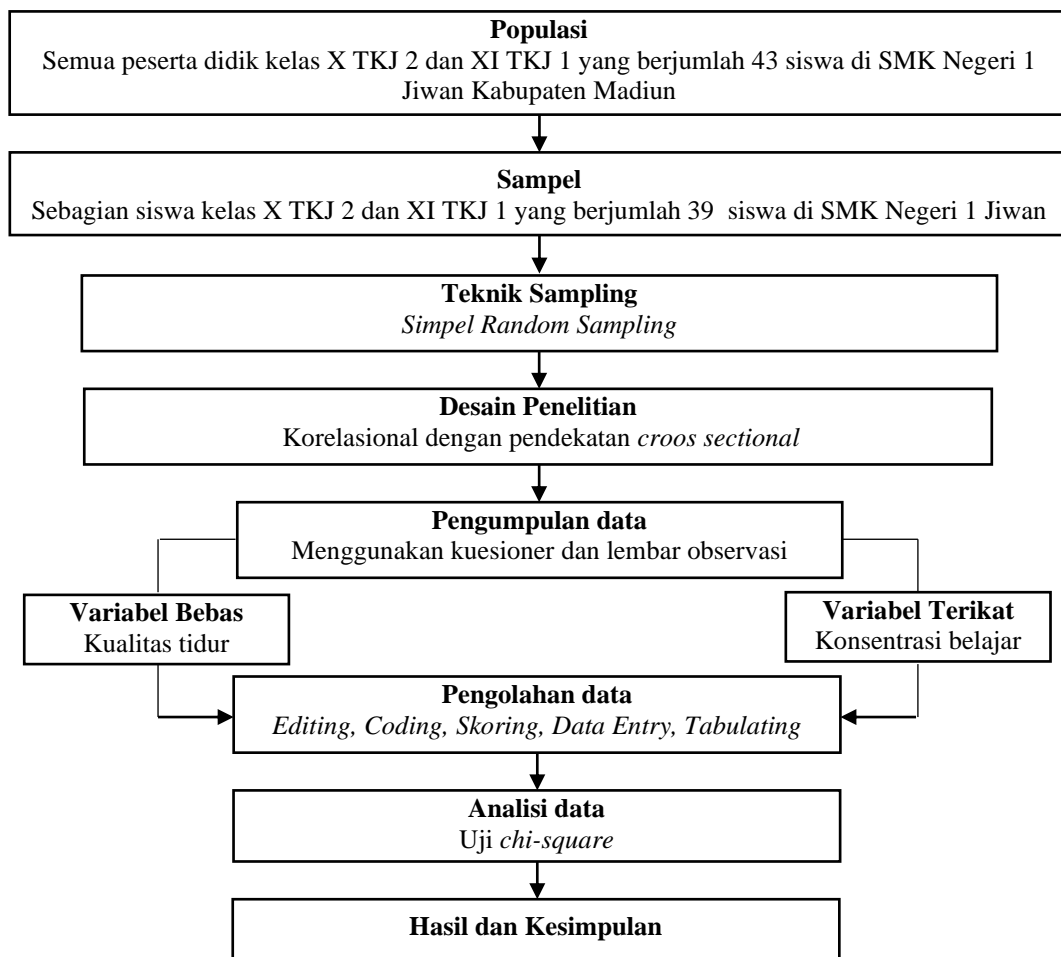 Populasi
Semua peserta didik kelas X TKJ 2 dan XI TKJ 1 yang berjumlah 43 siswa di SMK Negeri 1
Jiwan Kabupaten Madiun
Sampel
Sebagian siswa kelas X TKJ 2 dan XI TKJ 1 yang berjumlah 39 siswa di SMK Negeri 1 Jiwan
Teknik Sampling
Simpel Random Sampling
Desain Penelitian
Korelasional dengan pendekatan croos sectional
Pengumpulan data
Menggunakan kuesioner dan lembar observasi
Variabel Bebas
Kualitas tidur
Variabel Terikat
Konsentrasi belajar
Pengolahan data
Editing, Coding, Skoring, Data Entry, Tabulating
Analisi data
Uji chi-square
Hasil dan Kesimpulan